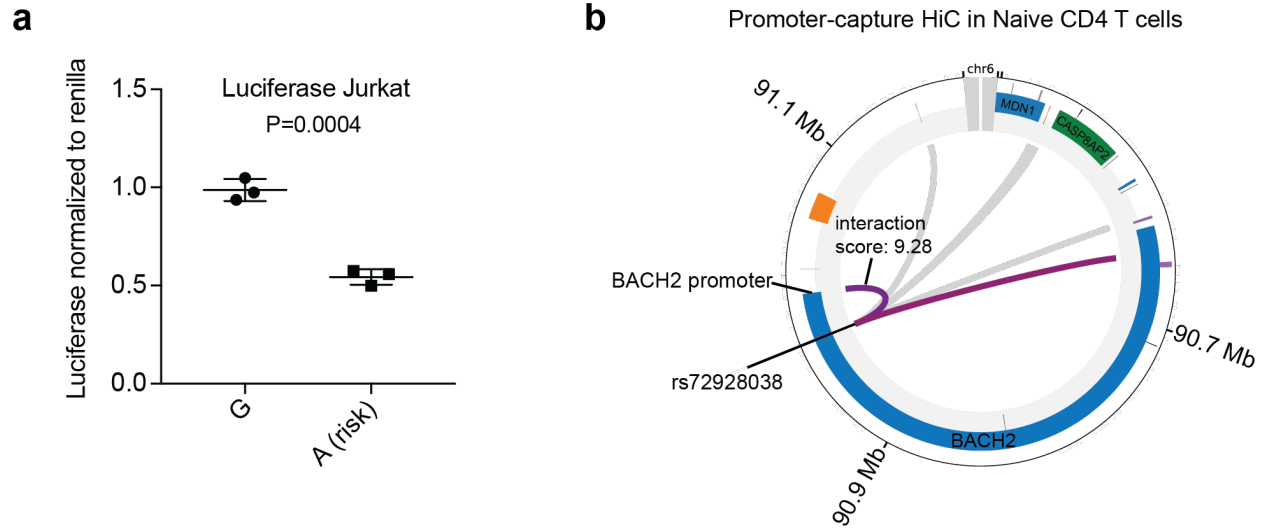 a
Luciferase normalized to renilla
1.5
1.0
0.5
0.0
Luciferase Jurkat
P=0.0004
G
A (risk)
b
Promoter-capture HiC in Naive CD4 T cells
chr6
MDN1
CASP8AP2
91.1 Mb
interaction
score: 9.28
BACH2 promoter
rs72928038
90.7 Mb
BACH2
90.9 Mb